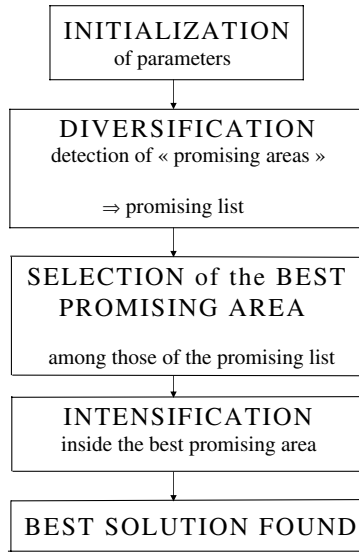 INITIALIZATION
of parameters
DIVERSIFICATION
detection of « promising areas »
⇒ promising list
SELECTION of the BEST
PROMISING AREA
among those of the promising list
INTENSIFICATION
inside the best promising area
BEST SOLUTION FOUND